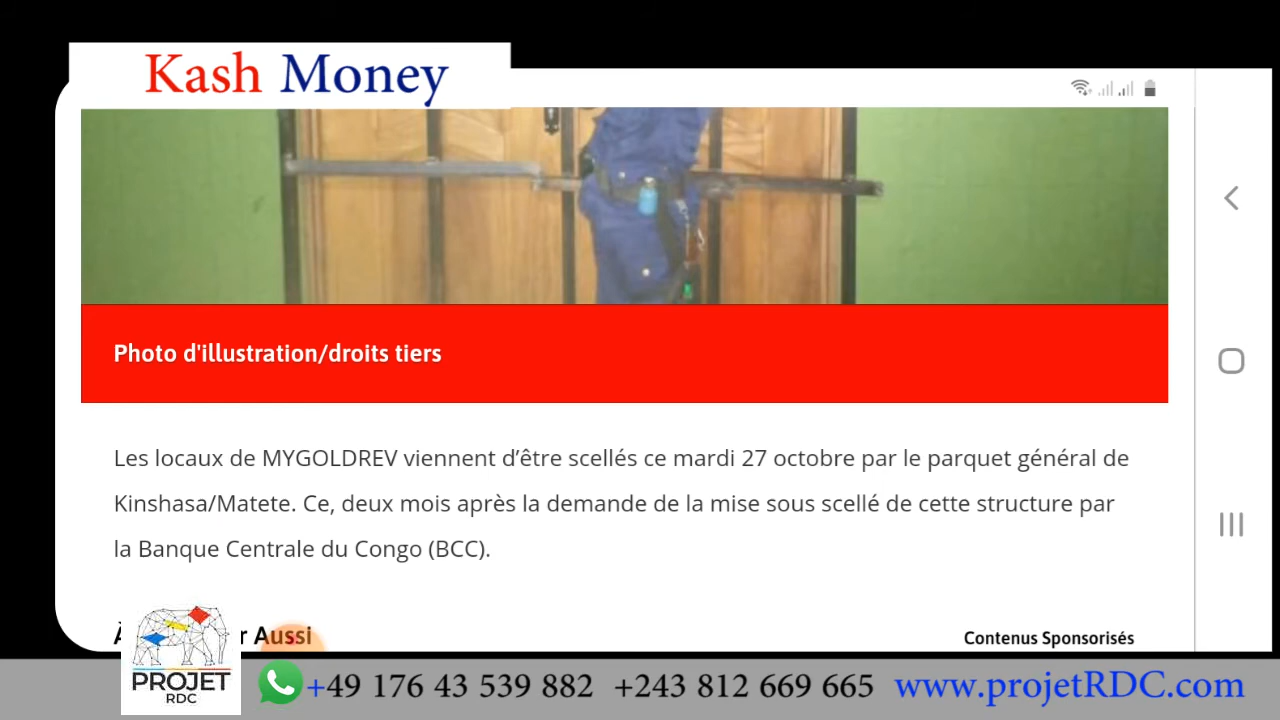 Kash Money
Photo d'illustration/droits tiers
Les locaux de MYGOLDREV viennent d’être scellés ce mardi 27 octobre par le parquet général de
Kinshasa/Matete. Ce, deux mois après la demande de la mise sous scellé de cette structure par
la Banque Centrale du Congo (BCC).
Aussi
Contenus Sponsorisés
PROJET
RDC
+49 176 43 539 882 +243 812 669 665 www.projetRDC.com